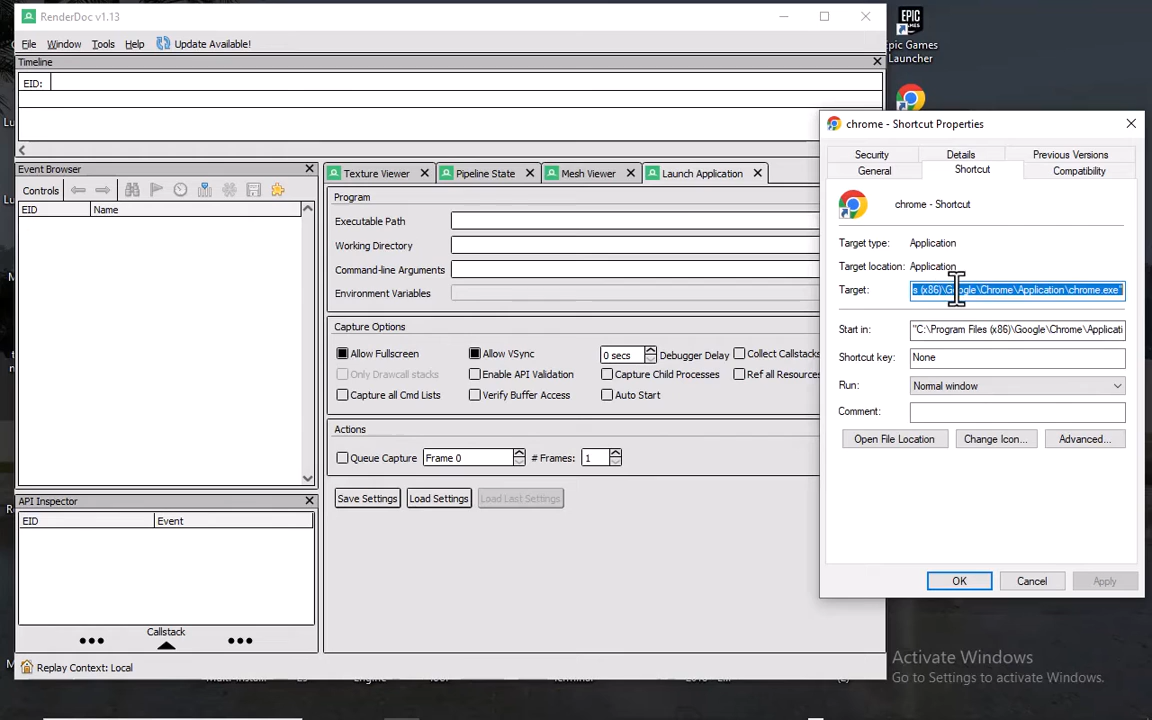 RenderDoc v1.13
File Window Tools Help Update Available!
Timeline
EID:
Event Browser
Controls
EID Name
API Inspector
EID Event
Callstack
Replay Context: Local
Texture Viewer Pipeline State Mesh Viewer Launch Application
Program
Executable Path
Working Directory
Command-line Arguments
Environment Variables
Capture Options
Allow Fullscreen Allow VSync 0 secs Debugger Delay Collect Callstacks
Only Drawcall stacks Enable API Validation Capture Child Processes Ref all Resources
Capture all Cmd Lists Verify Buffer Access Auto Start
Actions
Queue Capture Frame 0 # Frames: 1
Save Settings Load Settings Load Last Settings
EPIC
GAMES
pic Games
Launcher
chrome - Shortcut Properties
Security Details Previous Versions
General Shortcut Compatibility
chrome - Shortcut
Target type: Application
Target location: Application
Target: s (x86)\Google\Chrome\Application\chrome.exe"
Start in: "C:\Program Files (x86)\Google\Chrome\Applicati
Shortcut key: None
Run: Normal window
Comment:
Open File Location Change Icon... Advanced...
OK Cancel Apply
Activate Windows
Go to Settings to activate Windows.